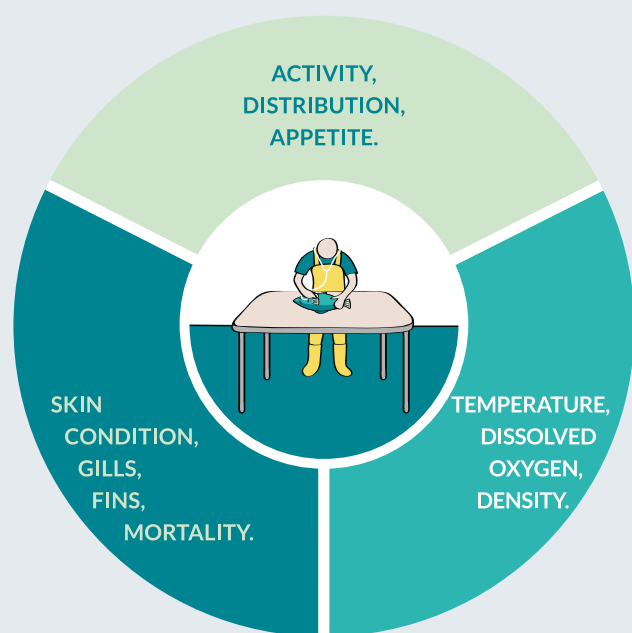 ACTIVITY,
DISTRIBUTION,
APPETITE.
SKIN
CONDITION,
GILLS,
FINS,
MORTALITY.
TEMPERATURE,
DISSOLVED
OXYGEN,
DENSITY.